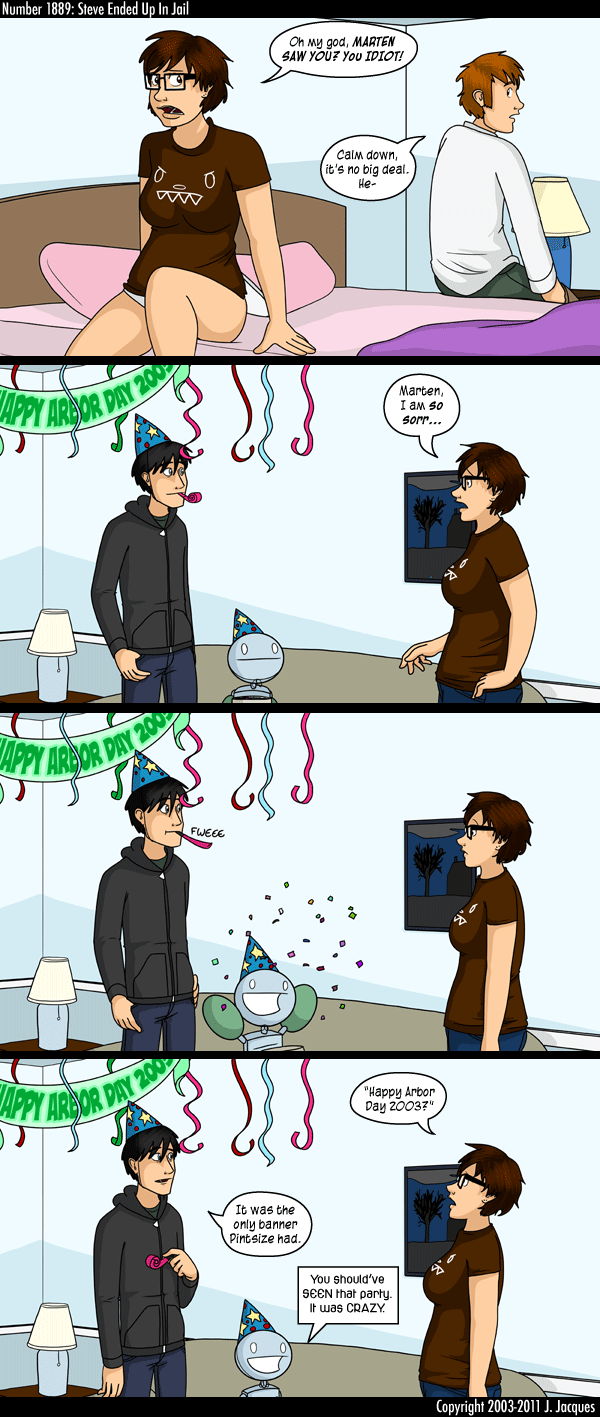 Number 1889: Steve Ended Up In Jail
Oh my god, MARTEN
SAW YOU? YOU IDIOT!
Calm down,
it's no big deal.
He-
HAPPY ARBOR DAY 2003
Marten,
I am so
sorr...
HAPPY ARBOR DAY 2003
FWEEE
HAPPY ARBOR DAY 2003
"Happy Arbor
Day 2003?"
It was the
only banner
Pintsize had.
You should've
SEEN that party.
It was CRAZY.
Copyright 2003-2011 J. Jacques